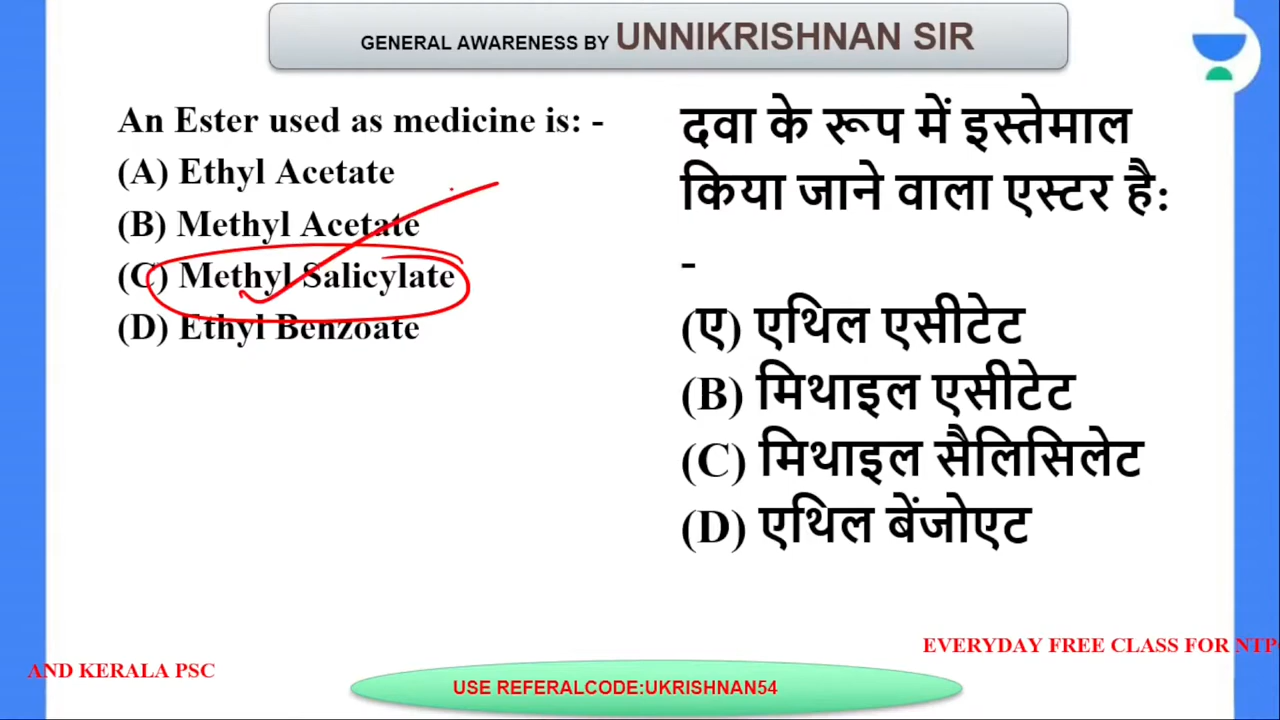 GENERAL AWARENESS BY UNNIKRISHNAN SIR
An Ester used as medicine is: -
(A) Ethyl Acetate
(B) Methyl Acetate
(C) Methyl Salicylate
(D) Ethyl Benzoate
दवा के रूप में इस्तेमाल
किया जाने वाला एस्टर है:
-
(ए) एथिल एसीटेट
(B) मिथाइल एसीटेट
(C) मिथाइल सैलिसिलेट
(D) एथिल बेंजोएट
EVERYDAY FREE CLASS FOR NTP
AND KERALA PSC
USE REFERALCODE:UKRISHNAN54